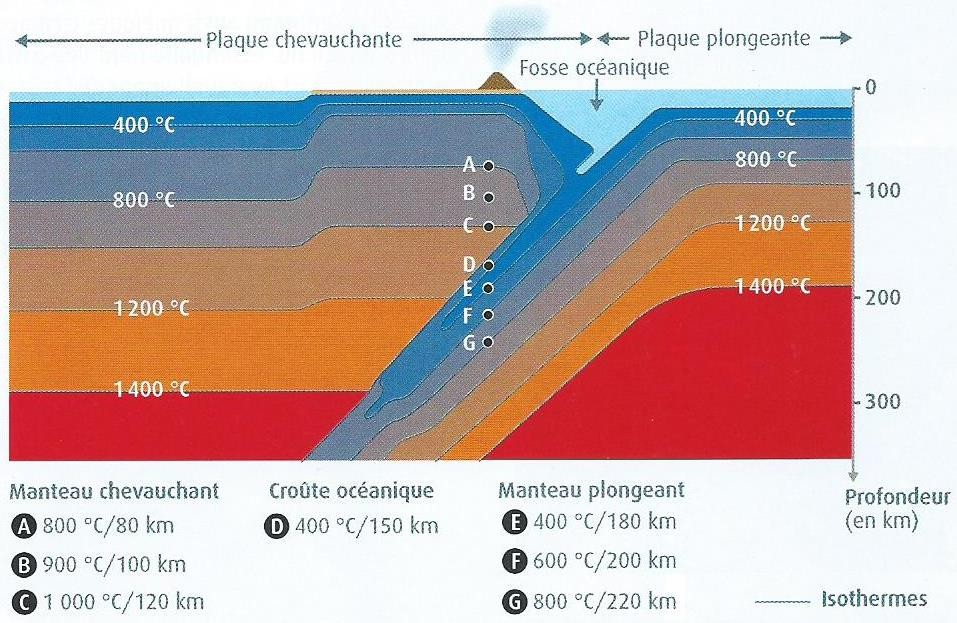 Plaque chevauchante
Plaque plongeante
Fosse océanique
0
400 °C
400 °C
800 °C
A
800 °C
B
100
C
1 200 °C
D
E
1 400 °C
200
1 200 °C
F
G
1 400 °C
300
Manteau chevauchant
A 800 °C/80 km
B 900 °C/100 km
C 1 000 °C/120 km
Croûte océanique
D 400 °C/150 km
Manteau plongeant
E 400 °C/180 km
F 600 °C/200 km
G 800 °C/220 km
Profondeur
(en km)
Isothermes